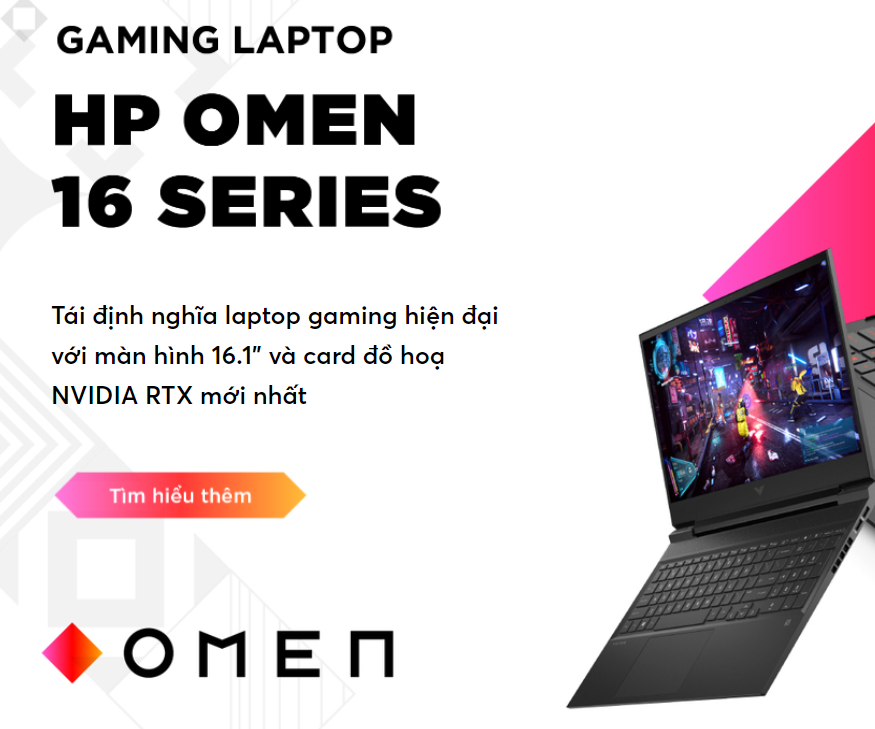 GAMING LAPTOP
HP OMEN
16 SERIES
Tái định nghĩa laptop gaming hiện đại
với màn hình 16.1" và card đồ hoạ
NVIDIA RTX mới nhất
Tìm hiểu thêm
OMEN